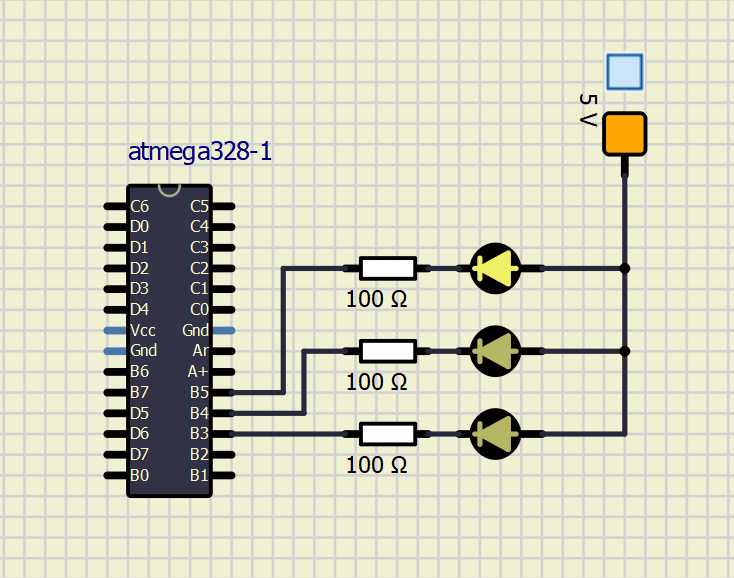 5 V
atmega328-1
C6 C5
D0 C4
D1 C3
D2 C2
D3 C1
D4 C0
Vcc Gnd
Gnd Ar
B6 A+
B7 B5
D5 B4
D6 B3
D7 B2
B0 B1
100 Ω
100 Ω
100 Ω